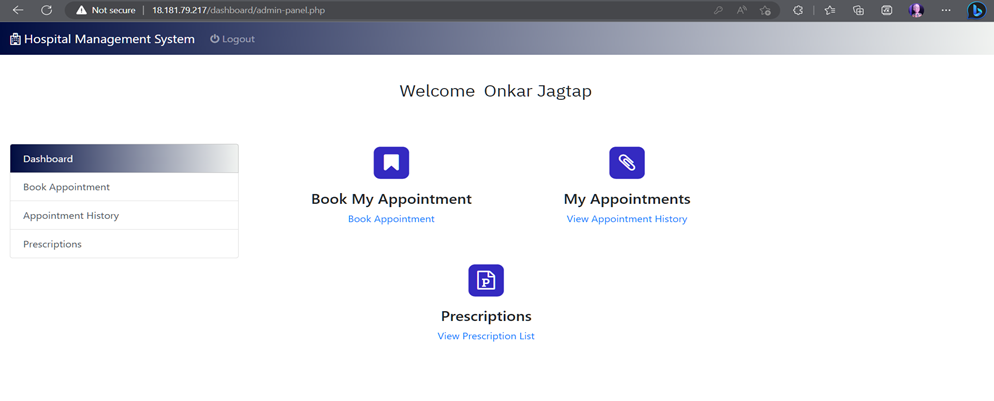 Not secure | 18.181.79.217/dashboard/admin-panel.php
Hospital Management System Logout
Welcome Onkar Jagtap
Dashboard
Book Appointment
Appointment History
Prescriptions
Book My Appointment
Book Appointment
My Appointments
View Appointment History
Prescriptions
View Prescription List